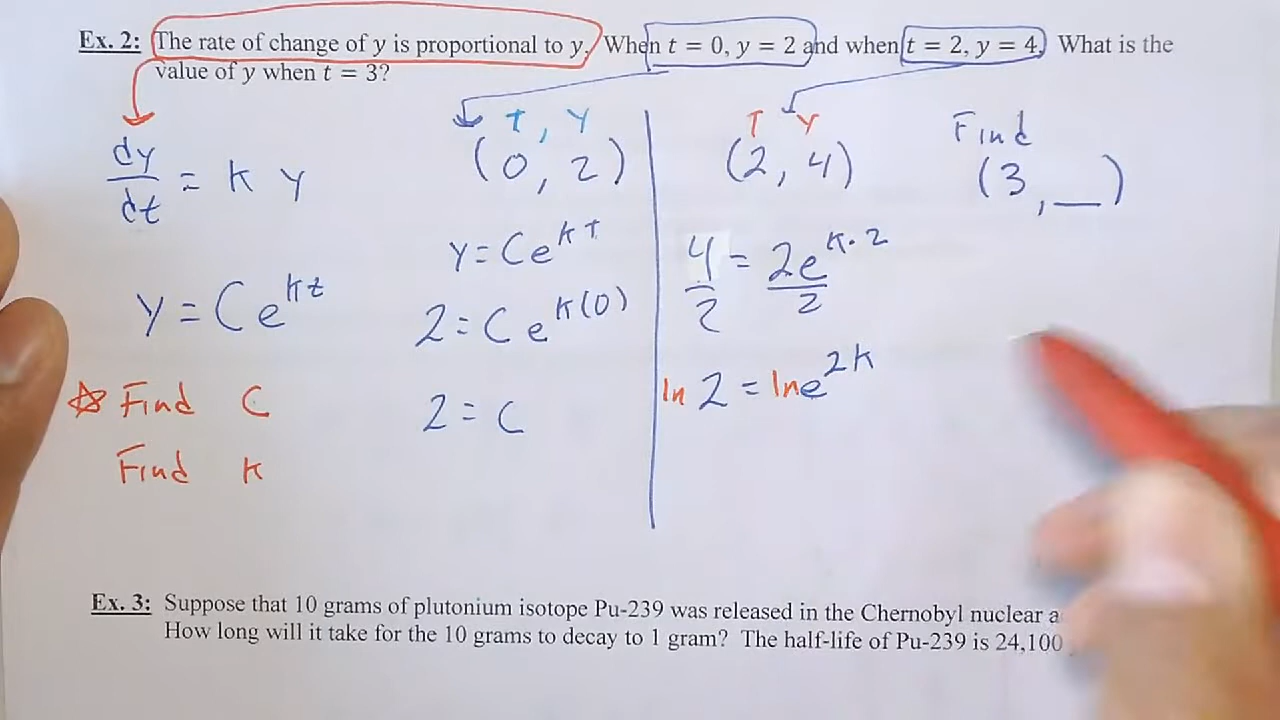 Ex. 2: The rate of change of y is proportional to y. When t = 0, y = 2 and when t = 2, y = 4. What is the
value of y when t = 3?
dy/dt = K Y
Y = Ce^{kt}
☆ Find C
Find K
T, Y
(0, 2)
Y = Ce^{kt}
2 = Ce^{K(0)}
2 = C
T Y
(2, 4)
4/2 = 2e^{K·2}/2
ln 2 = ln e^{2K}
Find
(3, __)
Ex. 3: Suppose that 10 grams of plutonium isotope Pu-239 was released in the Chernobyl nuclear a
How long will it take for the 10 grams to decay to 1 gram? The half-life of Pu-239 is 24,100